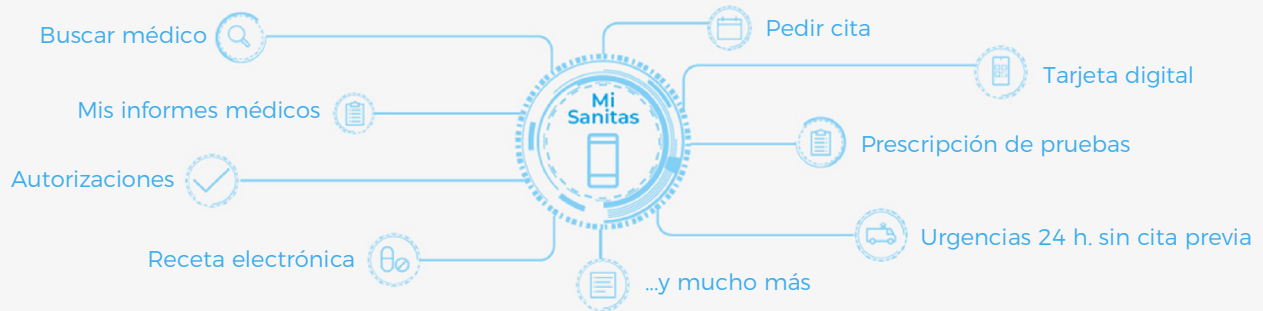 Buscar médico
Pedir cita
Tarjeta digital
Mis informes médicos
Mi
Sanitas
Prescripción de pruebas
Autorizaciones
Urgencias 24 h. sin cita previa
Receta electrónica
...y mucho más